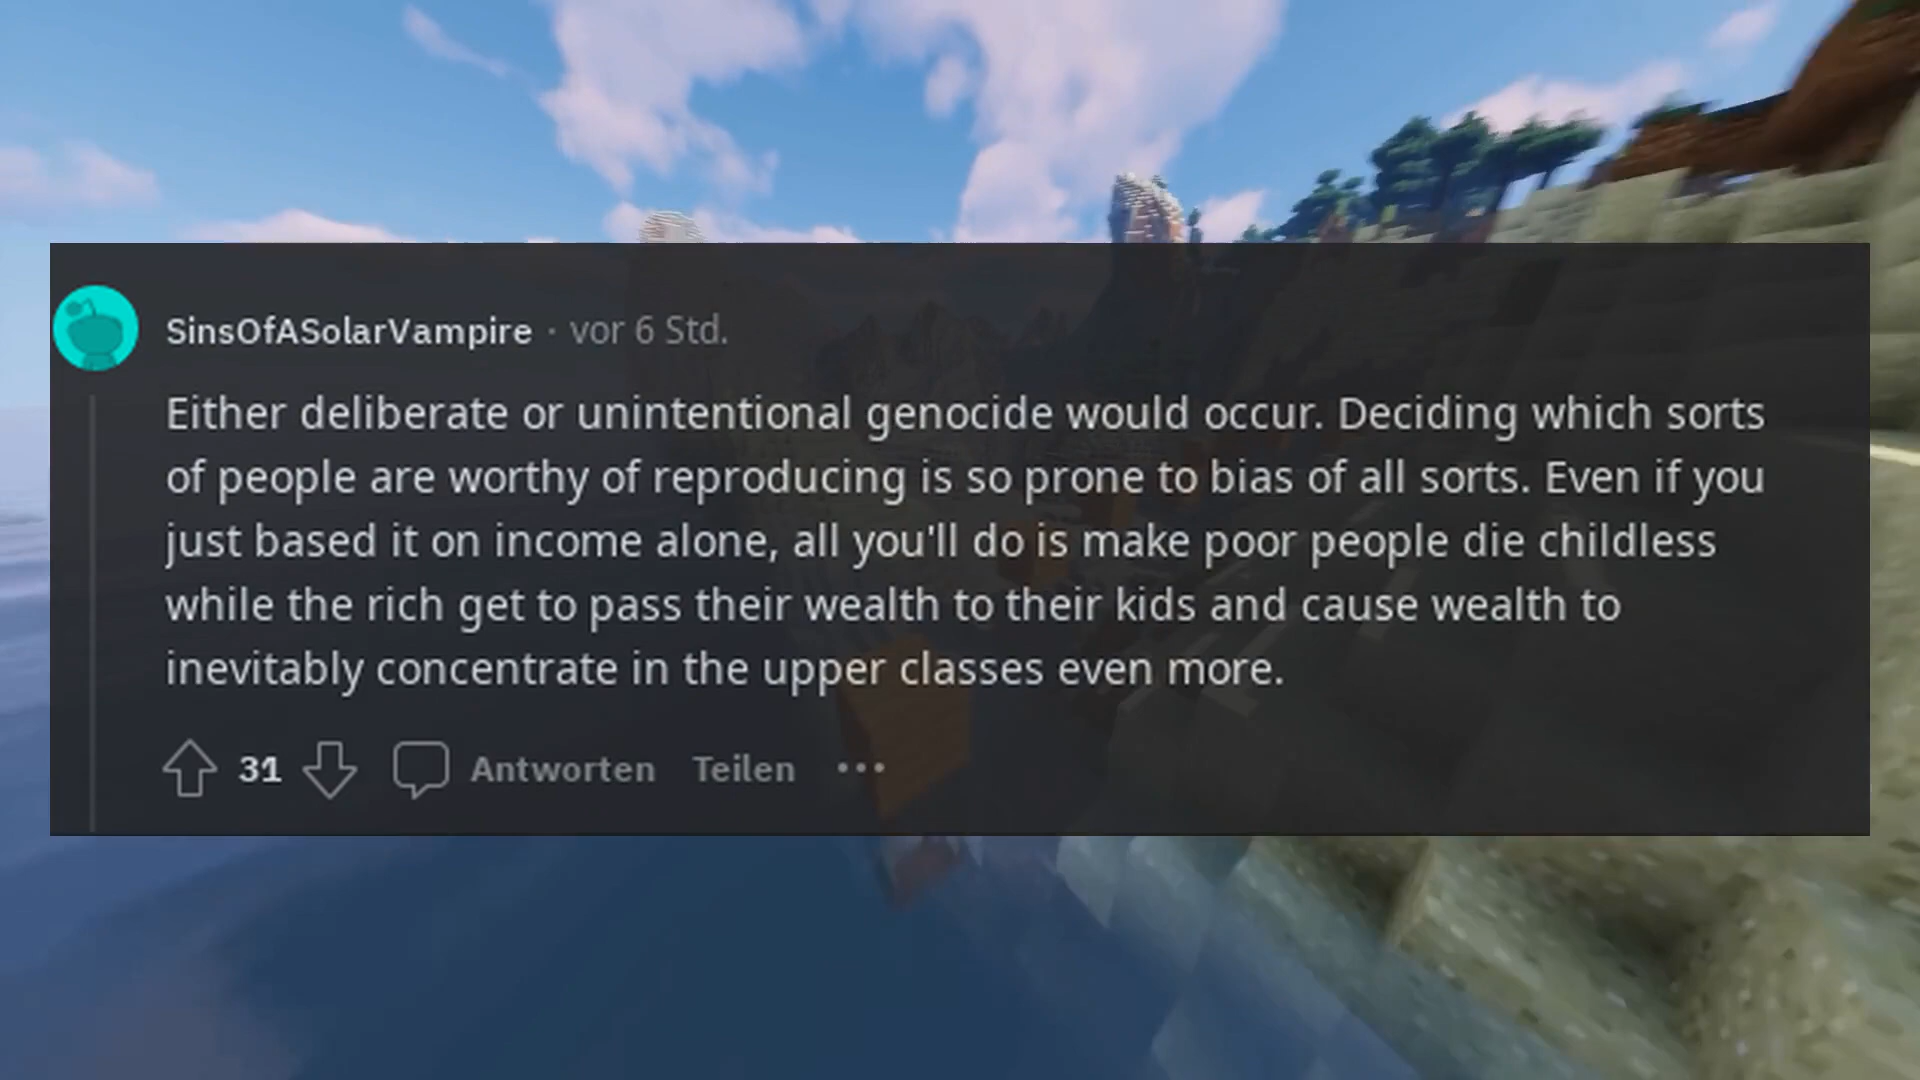 SinsOfASolarVampire · vor 6 Std.
Either deliberate or unintentional genocide would occur. Deciding which sorts
of people are worthy of reproducing is so prone to bias of all sorts. Even if you
just based it on income alone, all you'll do is make poor people die childless
while the rich get to pass their wealth to their kids and cause wealth to
inevitably concentrate in the upper classes even more.
31 Antworten Teilen